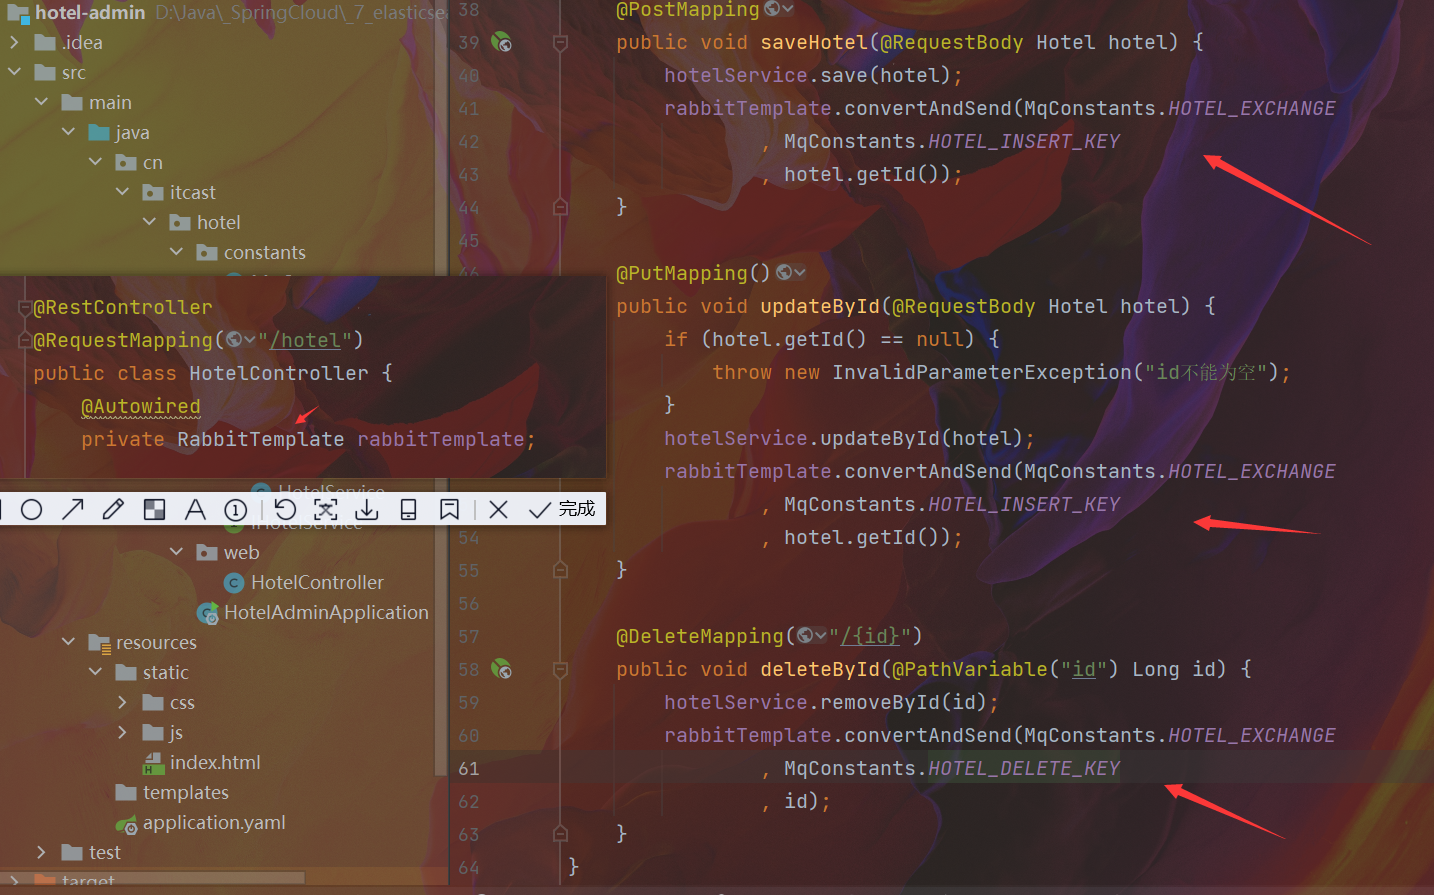 hotel-admin D:\Java\_SpringCloud\_7_elasticse
.idea
src
main
java
cn
itcast
hotel
constants
@RestController
@RequestMapping("/hotel")
public class HotelController {
@Autowired
private RabbitTemplate rabbitTemplate;
HotelService
IHotelService
完成
web
HotelController
HotelAdminApplication
resources
static
css
js
index.html
templates
application.yaml
test
target
38 @PostMapping
39 public void saveHotel(@RequestBody Hotel hotel) {
40 hotelService.save(hotel);
41 rabbitTemplate.convertAndSend(MqConstants.HOTEL_EXCHANGE
42 , MqConstants.HOTEL_INSERT_KEY
43 , hotel.getId());
44 }
45
46 @PutMapping()
public void updateById(@RequestBody Hotel hotel) {
if (hotel.getId() == null) {
throw new InvalidParameterException("id不能为空");
}
hotelService.updateById(hotel);
rabbitTemplate.convertAndSend(MqConstants.HOTEL_EXCHANGE
, MqConstants.HOTEL_INSERT_KEY
54 , hotel.getId());
55 }
56
57 @DeleteMapping("/{id}")
58 public void deleteById(@PathVariable("id") Long id) {
59 hotelService.removeById(id);
60 rabbitTemplate.convertAndSend(MqConstants.HOTEL_EXCHANGE
61 , MqConstants.HOTEL_DELETE_KEY
62 , id);
63 }
64 }